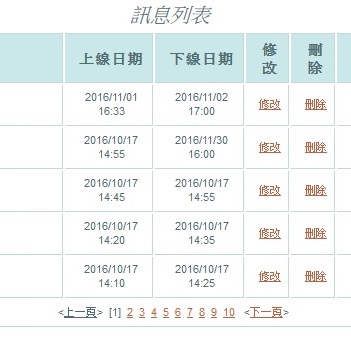 訊息列表
上線日期 下線日期 修改 刪除
2016/11/01 16:33 2016/11/02 17:00 修改 刪除
2016/10/17 14:55 2016/11/30 16:00 修改 刪除
2016/10/17 14:45 2016/10/17 14:55 修改 刪除
2016/10/17 14:20 2016/10/17 14:35 修改 刪除
2016/10/17 14:10 2016/10/17 14:25 修改 刪除
<上一頁> [1] 2 3 4 5 6 7 8 9 10 <下一頁>